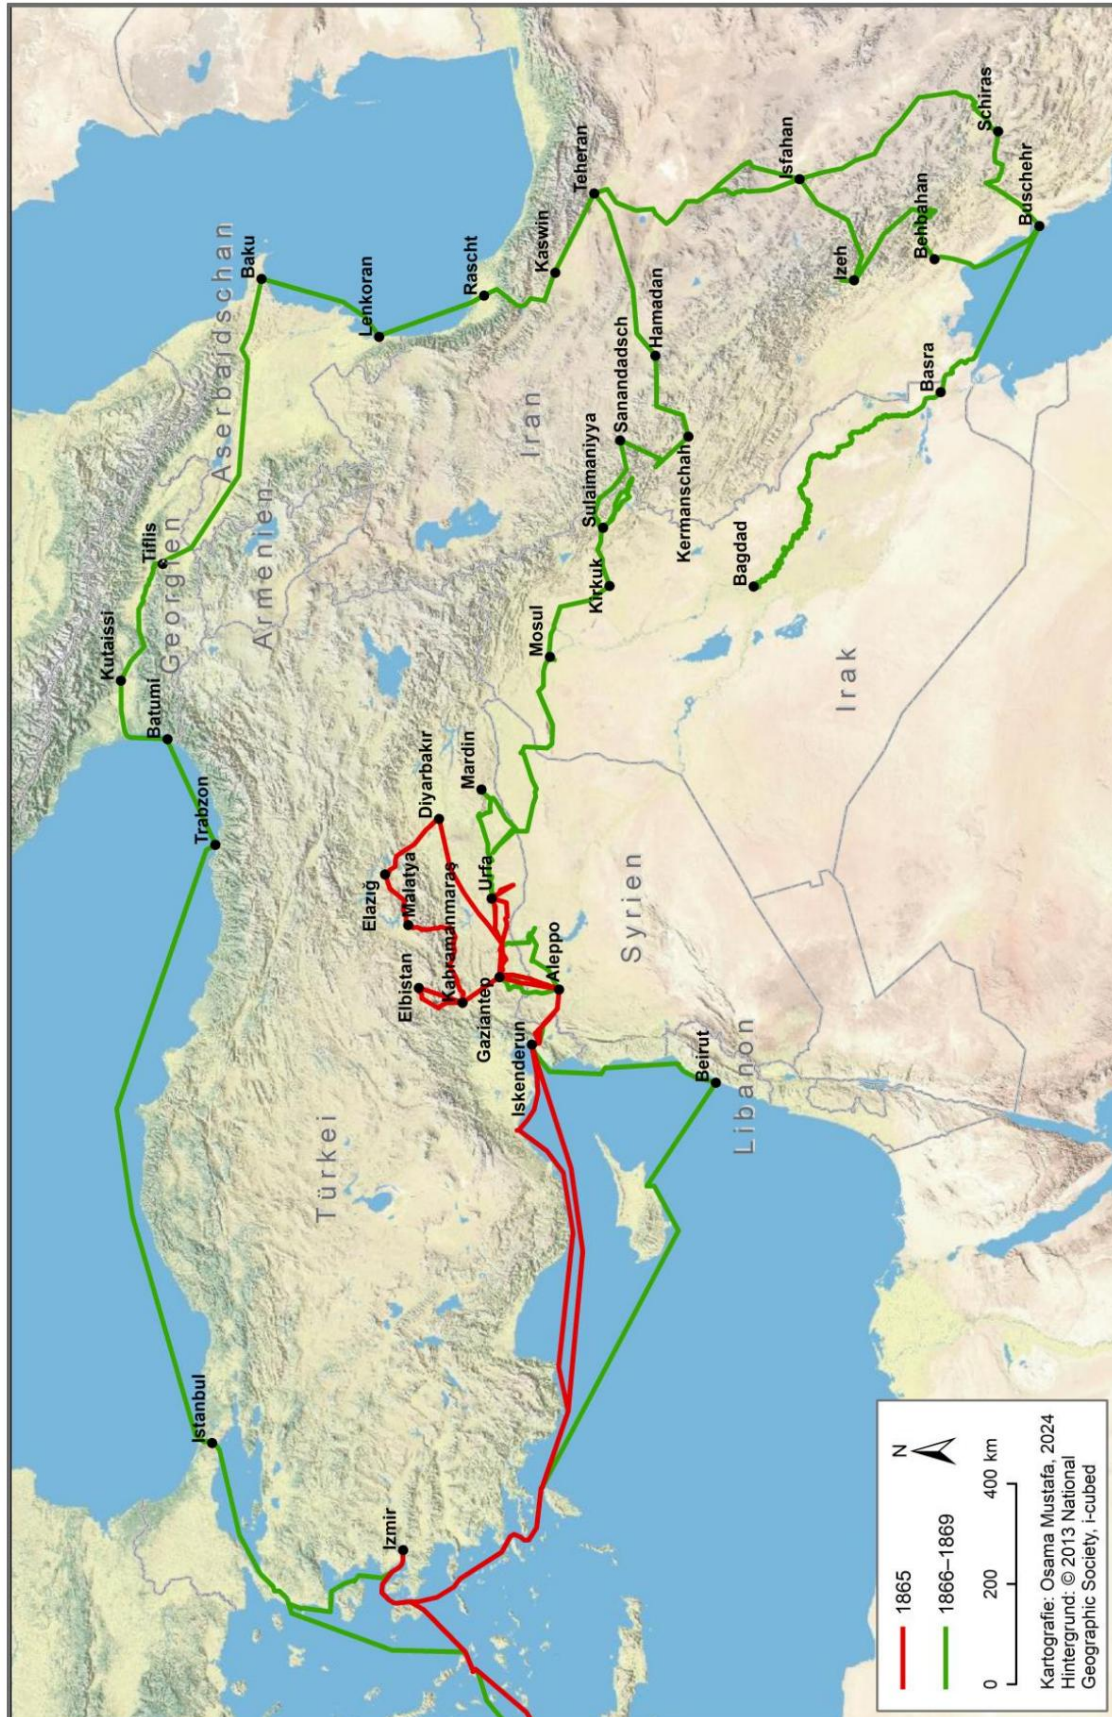 Aserbaidschan
Georgien
Armenien
Türkei
Iran
Irak
Syrien
Libanon
Kutaissi
Tiflis
Batumi
Baku
Trabzon
Istanbul
Izmir
Lenkoran
Rascht
Kaswin
Teheran
Elazığ
Malatya
Diyarbakır
Mardin
Elbistan
Kahramanmaraş
Urfa
Gaziantep
Aleppo
Iskenderun
Beirut
Mosul
Kirkuk
Sulaimaniyya
Sanandadsch
Hamadan
Kermanschah
Bagdad
Isfahan
Izeh
Behbahan
Schiras
Buschehr
Basra
1865
1866–1869
N
0 200 400 km
Kartografie: Osama Mustafa, 2024
Hintergrund: © 2013 National
Geographic Society, i-cubed